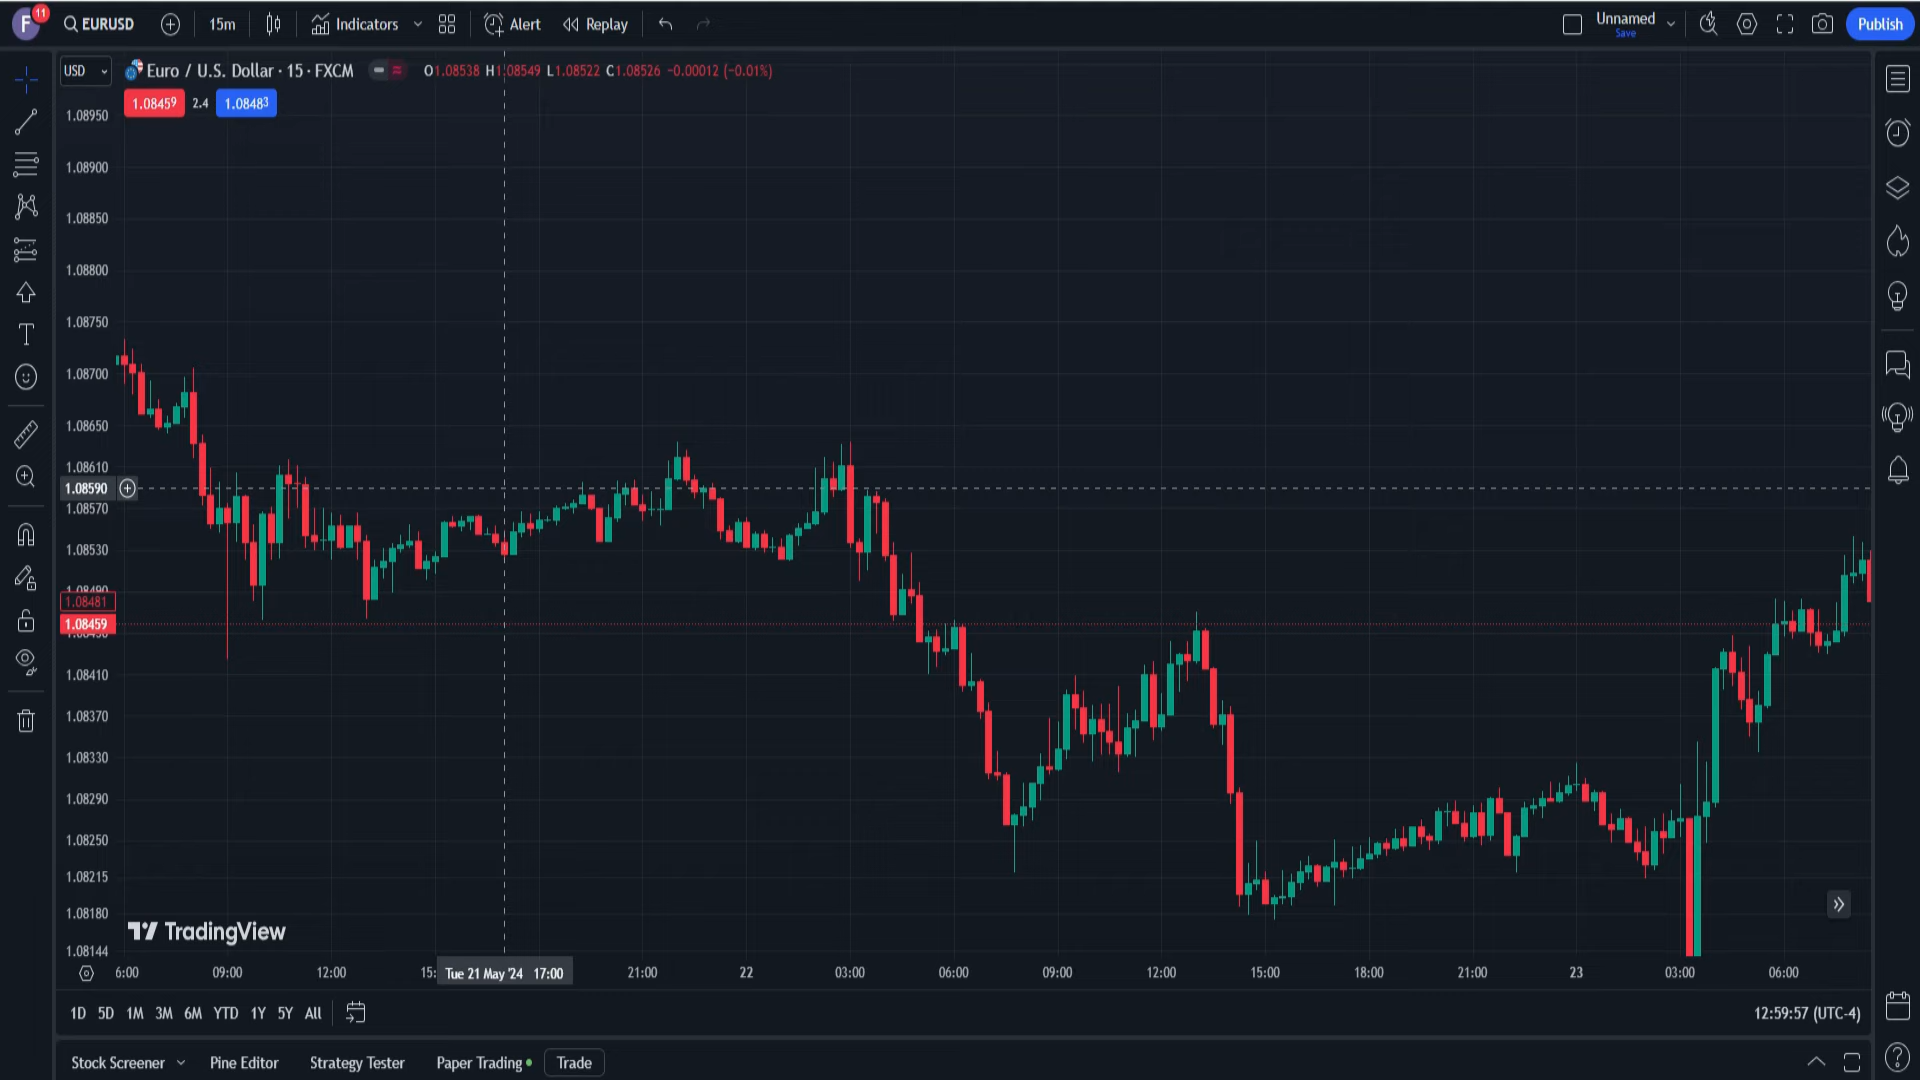 F 11 EURUSD 15m Indicators Alert Replay Unnamed Publish
Save
USD Euro / U.S. Dollar · 15 · FXCM O1.08538 H1.08549 L1.08522 C1.08526 −0.00012 (−0.01%)
1.08459 2.4 1.08483
1.08950
1.08900
1.08850
1.08800
1.08750
1.08700
1.08650
1.08610
1.08590
1.08570
1.08530
1.08490
1.08481
1.08459
1.08450
1.08410
1.08370
1.08330
1.08290
1.08250
1.08215
1.08180
TradingView
1.08144
6:00 09:00 12:00 15: Tue 21 May '24 17:00 21:00 22 03:00 06:00 09:00 12:00 15:00 18:00 21:00 23 03:00 06:00
1D 5D 1M 3M 6M YTD 1Y 5Y All 12:59:57 (UTC-4)
Stock Screener Pine Editor Strategy Tester Paper Trading Trade